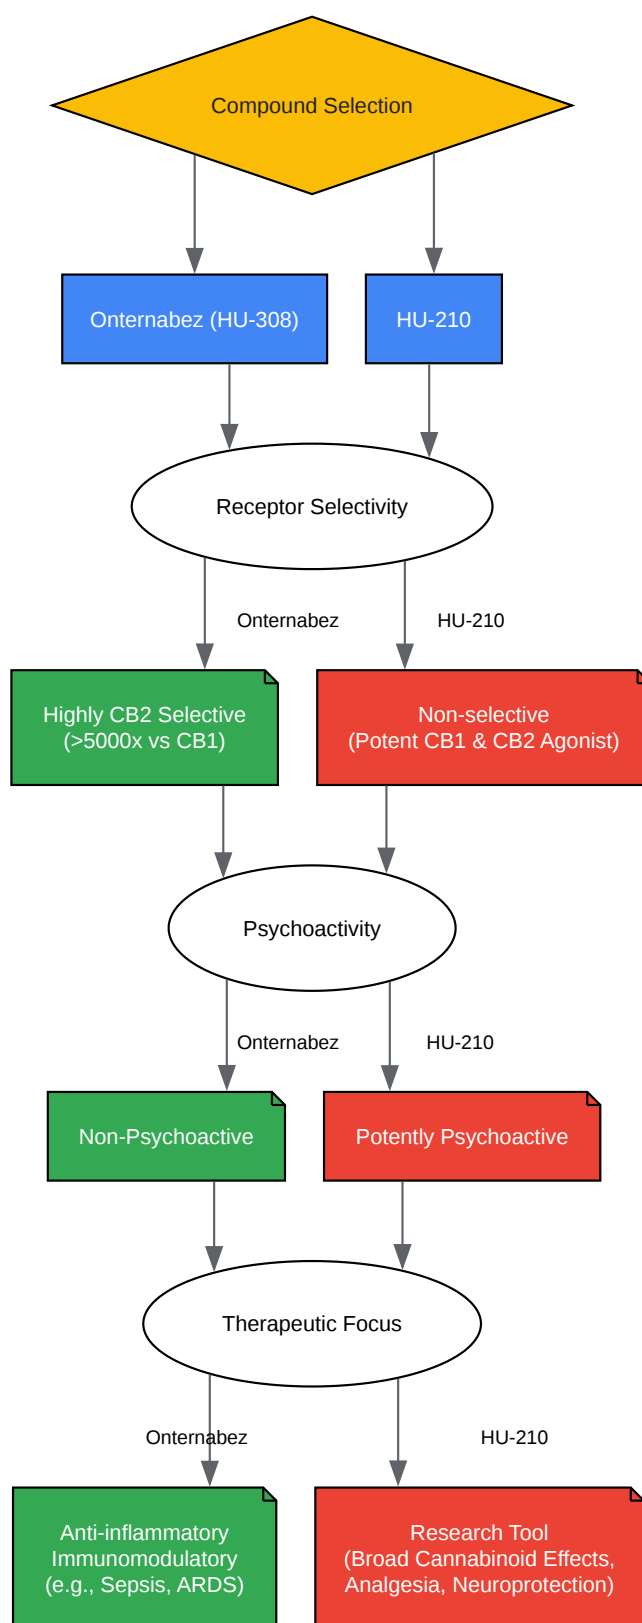 Compound Selection
Onternabez (HU-308)
HU-210
Receptor Selectivity
Onternabez
HU-210
Highly CB2 Selective
(>5000x vs CB1)
Non-selective
(Potent CB1 & CB2 Agonist)
Psychoactivity
Onternabez
HU-210
Non-Psychoactive
Potently Psychoactive
Therapeutic Focus
Onternabez
HU-210
Anti-inflammatory
Immunomodulatory
(e.g., Sepsis, ARDS)
Research Tool
(Broad Cannabinoid Effects,
Analgesia, Neuroprotection)